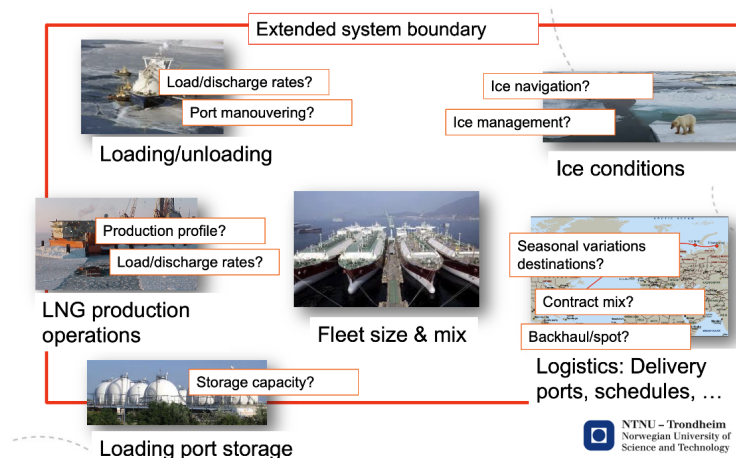 Extended system boundary
Load/discharge rates?
Port manouvering?
Loading/unloading
Ice navigation?
Ice management?
Ice conditions
Production profile?
Load/discharge rates?
LNG production
operations
Fleet size & mix
Seasonal variations
destinations?
Contract mix?
Backhaul/spot?
Logistics: Delivery
ports, schedules, …
Storage capacity?
Loading port storage
NTNU – Trondheim
Norwegian University of
Science and Technology